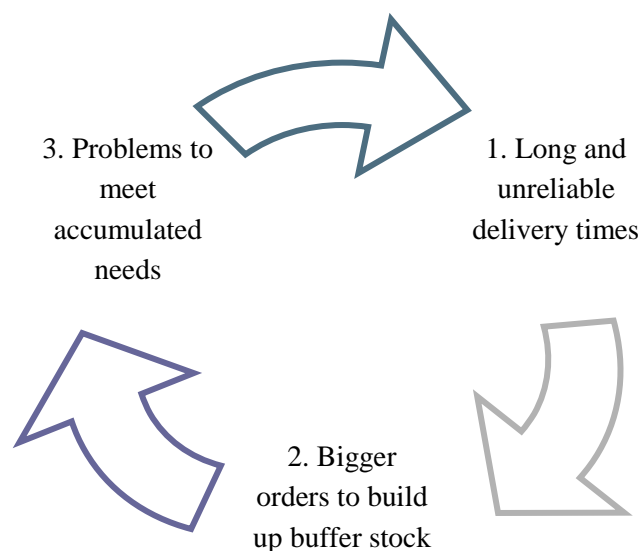 3. Problems to
meet
accumulated
needs
1. Long and
unreliable
delivery times
2. Bigger
orders to build
up buffer stock